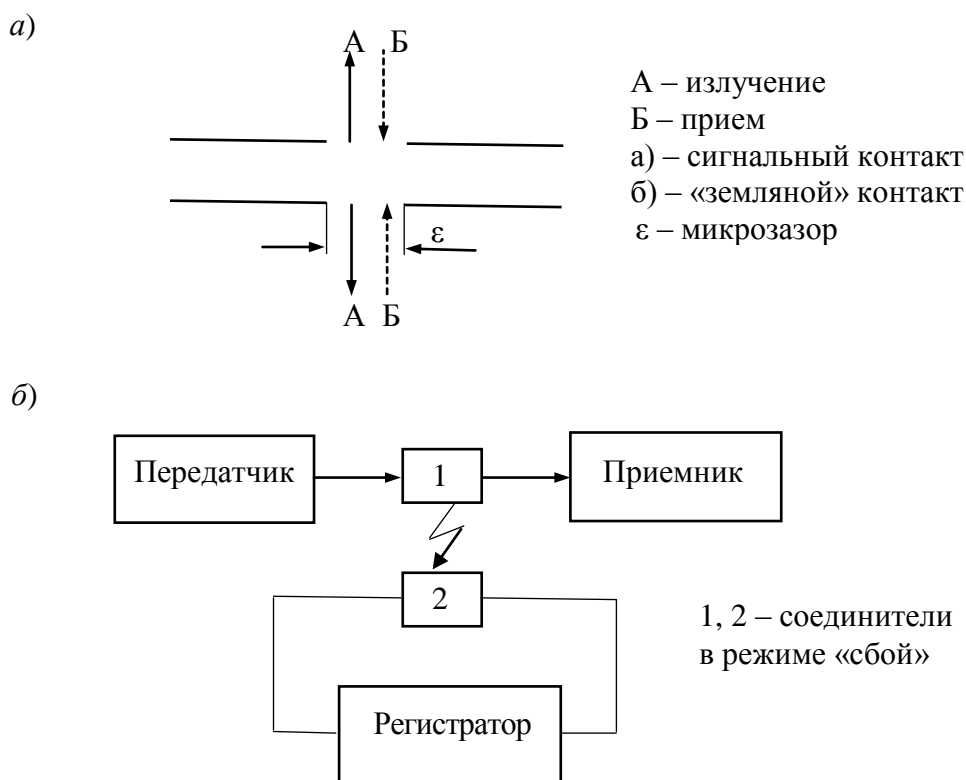 а)
А Б
А – излучение
Б – прием
а) – сигнальный контакт
б) – «земляной» контакт
ε – микрозазор
ε
А Б
б)
Передатчик
1
Приемник
2
1, 2 – соединители
в режиме «сбой»
Регистратор